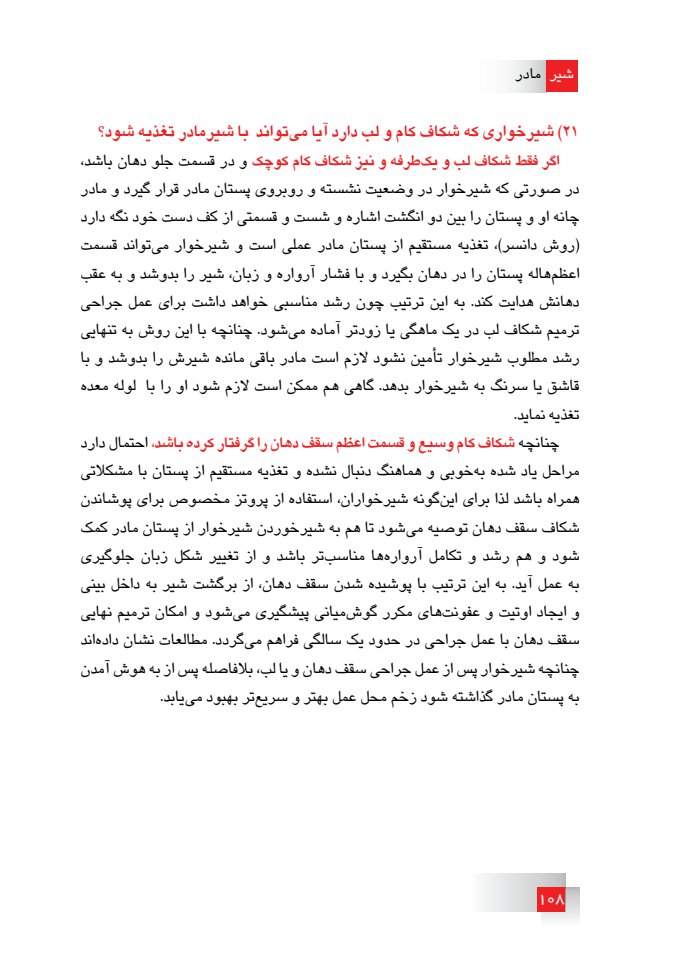 شیر مادر
۲۱) شیرخواری که شکاف کام و لب دارد آیا می‌تواند با شیرمادر تغذیه شود؟
اگر فقط شکاف لب و یک‌طرفه و نیز شکاف کام کوچک و در قسمت جلو دهان باشد،
در صورتی که شیرخوار در وضعیت نشسته و روبروی پستان مادر قرار گیرد و مادر
چانه او و پستان را بین دو انگشت اشاره و شست و قسمتی از کف دست خود نگه دارد
(روش دانسر)، تغذیه مستقیم از پستان مادر عملی است و شیرخوار می‌تواند قسمت
اعظم‌هاله پستان را در دهان بگیرد و با فشار آرواره و زبان، شیر را بدوشد و به عقب
دهانش هدایت کند. به این ترتیب چون رشد مناسبی خواهد داشت برای عمل جراحی
ترمیم شکاف لب در یک ماهگی یا زودتر آماده می‌شود. چنانچه با این روش به تنهایی
رشد مطلوب شیرخوار تأمین نشود لازم است مادر باقی مانده شیرش را بدوشد و با
قاشق یا سرنگ به شیرخوار بدهد. گاهی هم ممکن است لازم شود او را با لوله معده
تغذیه نماید.
چنانچه شکاف کام وسیع و قسمت اعظم سقف دهان را گرفتار کرده باشد، احتمال دارد
مراحل یاد شده به‌خوبی و هماهنگ دنبال نشده و تغذیه مستقیم از پستان با مشکلاتی
همراه باشد لذا برای این‌گونه شیرخواران، استفاده از پروتز مخصوص برای پوشاندن
شکاف سقف دهان توصیه می‌شود تا هم به شیرخوردن شیرخوار از پستان مادر کمک
شود و هم رشد و تکامل آرواره‌ها مناسب‌تر باشد و از تغییر شکل زبان جلوگیری
به عمل آید. به این ترتیب با پوشیده شدن سقف دهان، از برگشت شیر به داخل بینی
و ایجاد اوتیت و عفونت‌های مکرر گوش‌میانی پیشگیری می‌شود و امکان ترمیم نهایی
سقف دهان با عمل جراحی در حدود یک سالگی فراهم می‌گردد. مطالعات نشان داده‌اند
چنانچه شیرخوار پس از عمل جراحی سقف دهان و یا لب، بلافاصله پس از به هوش آمدن
به پستان مادر گذاشته شود زخم محل عمل بهتر و سریع‌تر بهبود می‌یابد.
۱۰۸